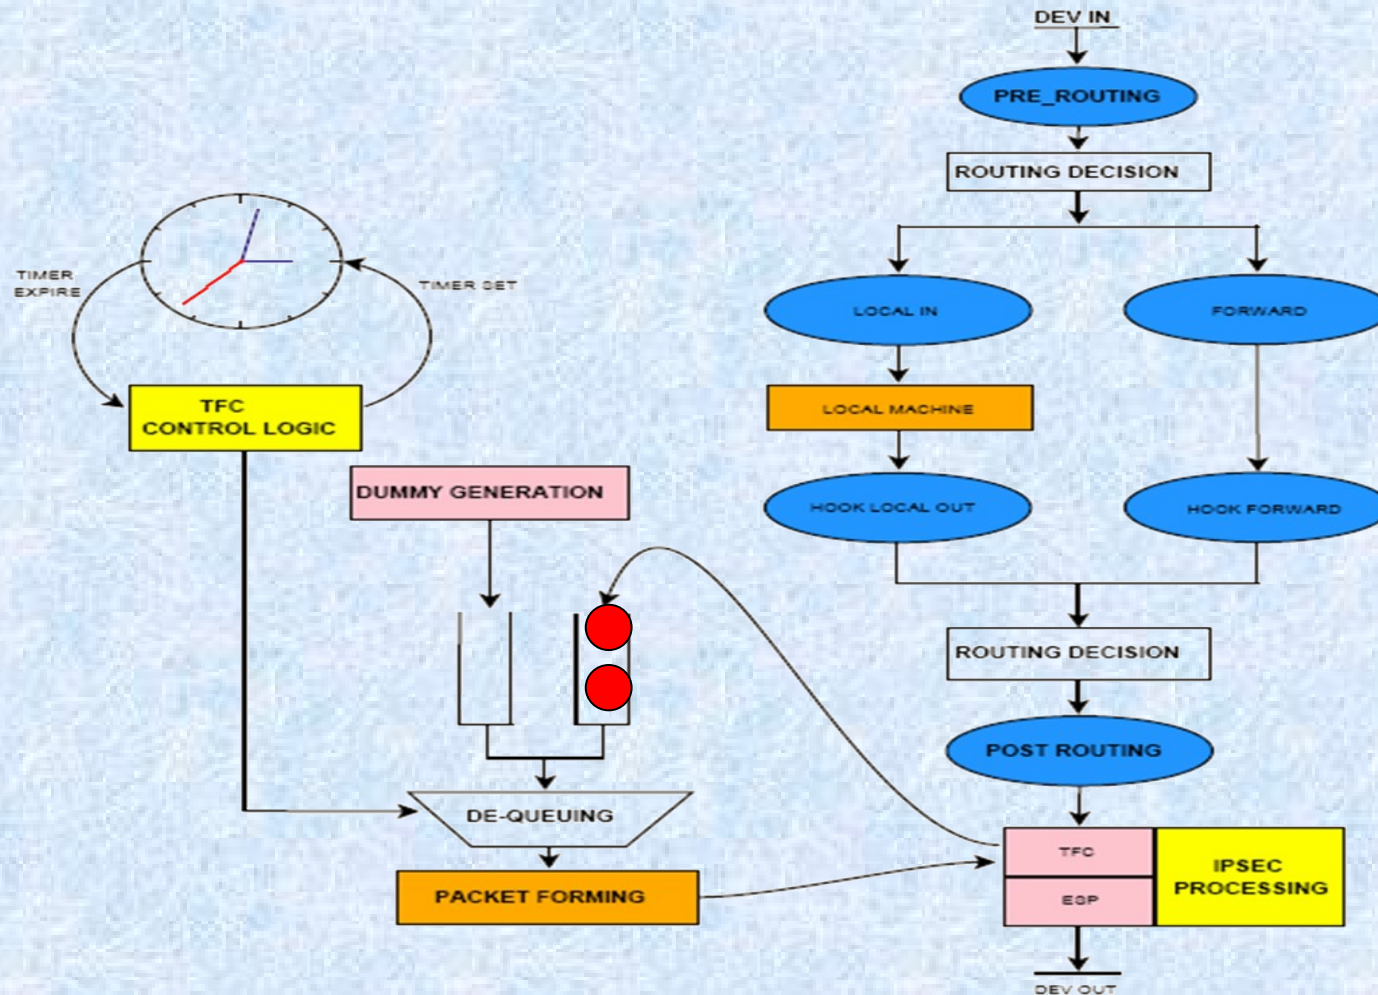 DEV IN
PRE_ROUTING
ROUTING DECISION
TIMER
EXPIRE
TIMER SET
LOCAL IN
FORWARD
TFC
CONTROL LOGIC
LOCAL MACHINE
DUMMY GENERATION
HOOK LOCAL OUT
HOOK FORWARD
ROUTING DECISION
POST ROUTING
DE-QUEUING
TFC
IPSEC
PROCESSING
PACKET FORMING
ESP
DEV OUT